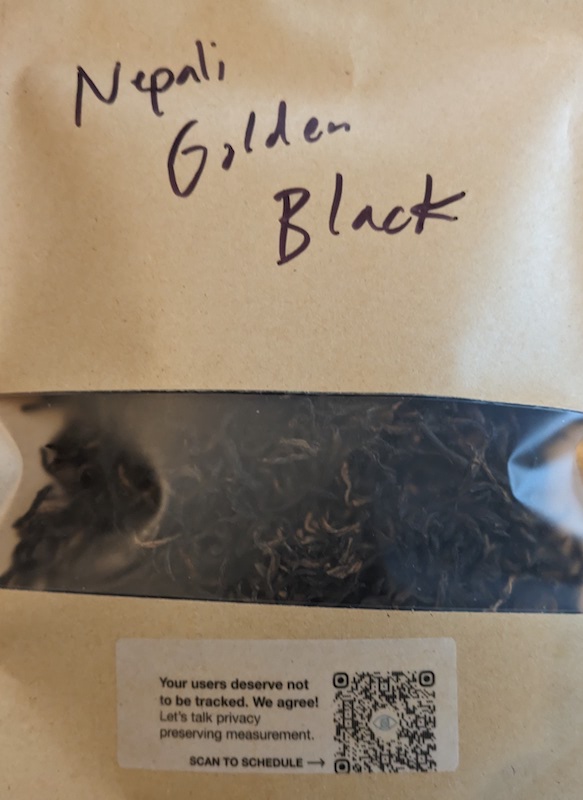 Nepali
Golden
Black
Your users deserve not
to be tracked. We agree!
Let's talk privacy
preserving measurement.
SCAN TO SCHEDULE →